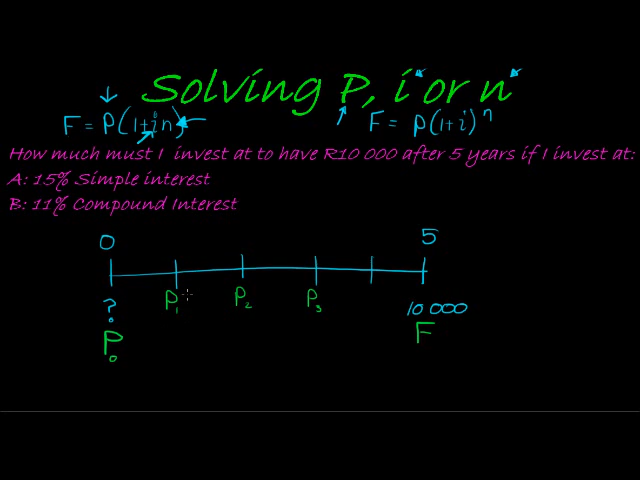 Solving P, i or n
F = P(1+in) F = P(1+i)^n
How much must I invest at to have R10 000 after 5 years if I invest at:
A: 15% Simple interest
B: 11% Compound Interest
0 5
? P₁ P₂ P₃ 10 000
P₀ F